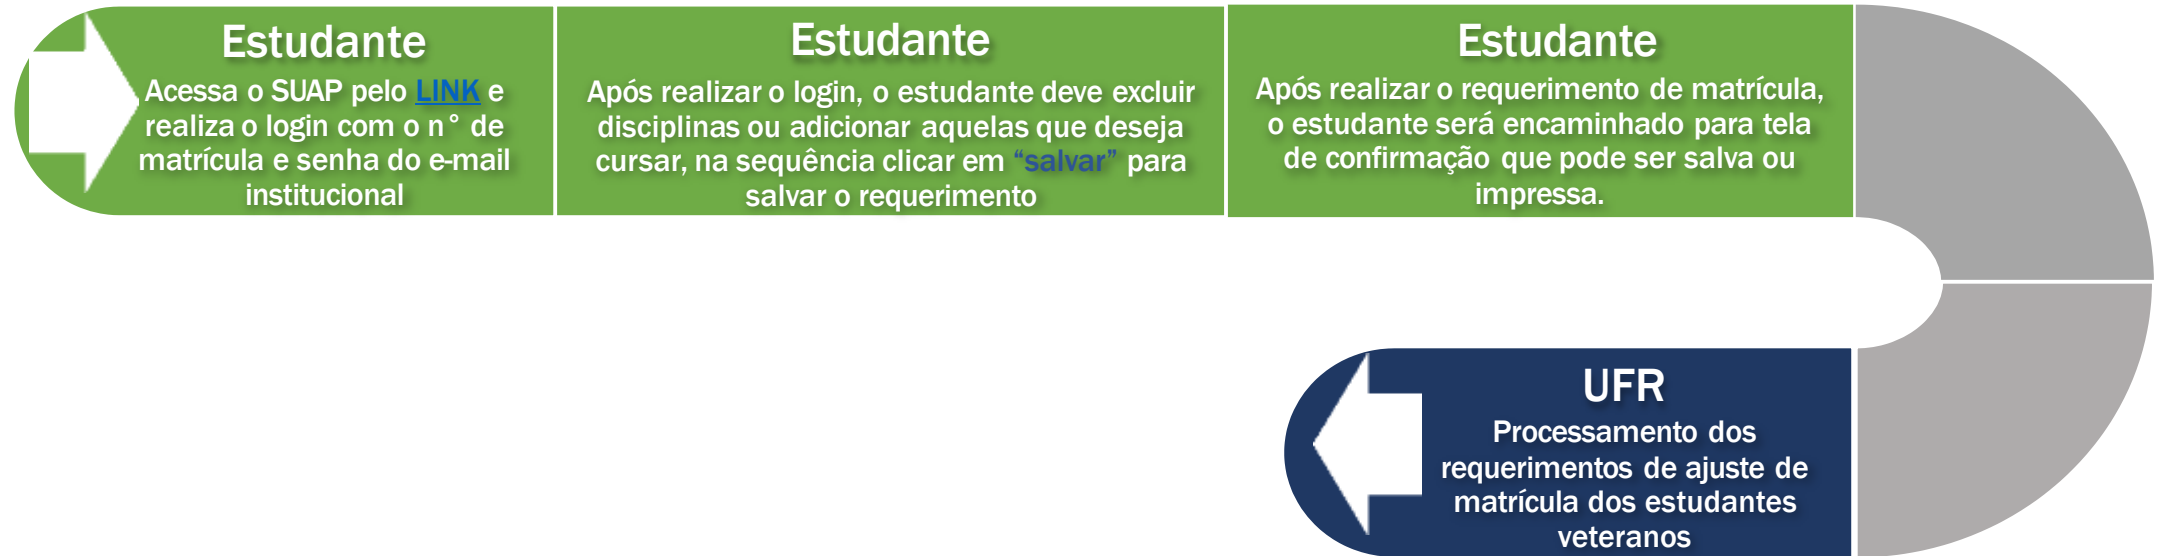 Estudante
Acessa o SUAP pelo LINK e
realiza o login com o n° de
matrícula e senha do e-mail
institucional
Estudante
Após realizar o login, o estudante deve excluir
disciplinas ou adicionar aquelas que deseja
cursar, na sequência clicar em “salvar” para
salvar o requerimento
Estudante
Após realizar o requerimento de matrícula,
o estudante será encaminhado para tela
de confirmação que pode ser salva ou
impressa.
UFR
Processamento dos
requerimentos de ajuste de
matrícula dos estudantes
veteranos